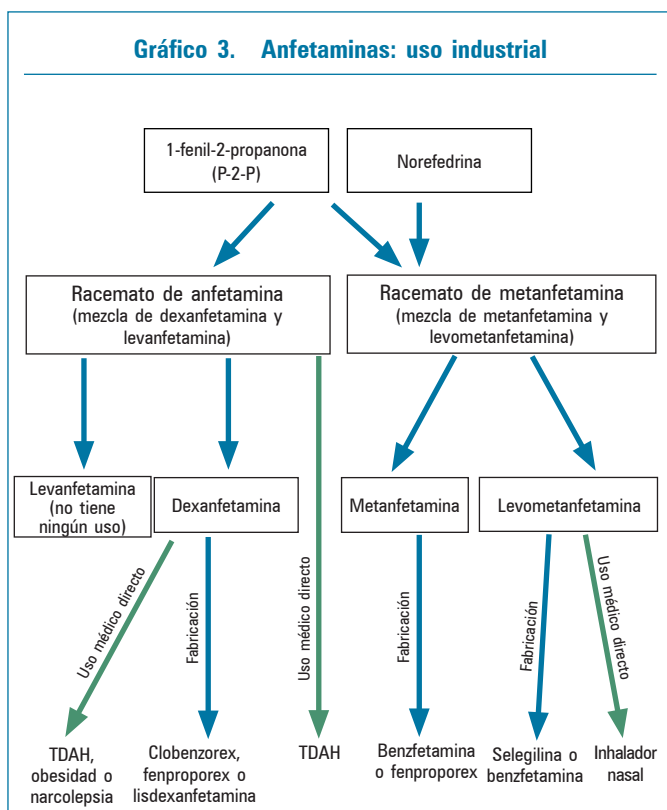 Gráfico 3. Anfetaminas: uso industrial
1-fenil-2-propanona
(P-2-P)
Norefedrina
Racemato de anfetamina
(mezcla de dexanfetamina y
levanfetamina)
Racemato de metanfetamina
(mezcla de metanfetamina y
levometanfetamina)
Levanfetamina
(no tiene
ningún uso)
Dexanfetamina
Metanfetamina
Levometanfetamina
Uso médico directo
Fabricación
Uso médico directo
Fabricación
Fabricación
Uso médico directo
TDAH,
obesidad o
narcolepsia
Clobenzorex,
fenproporex o
lisdexanfetamina
TDAH
Benzfetamina
o fenproporex
Selegilina o
benzfetamina
Inhalador
nasal